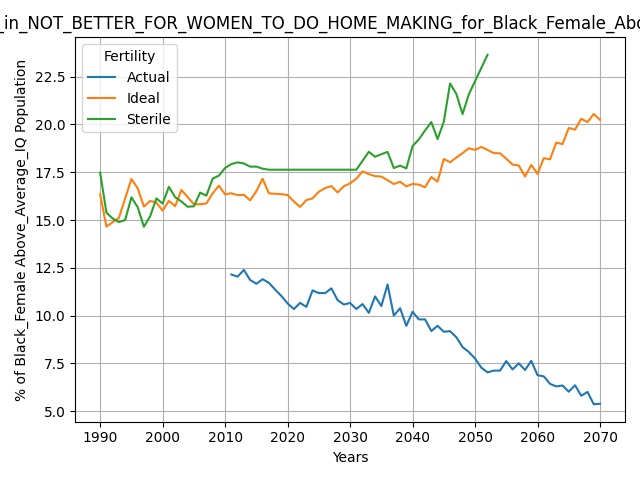 _in_NOT_BETTER_FOR_WOMEN_TO_DO_HOME_MAKING_for_Black_Female_Abo
Fertility
Actual
Ideal
Sterile
% of Black_Female Above_Average_IQ Population
22.5
20.0
17.5
15.0
12.5
10.0
7.5
5.0
1990 2000 2010 2020 2030 2040 2050 2060 2070
Years